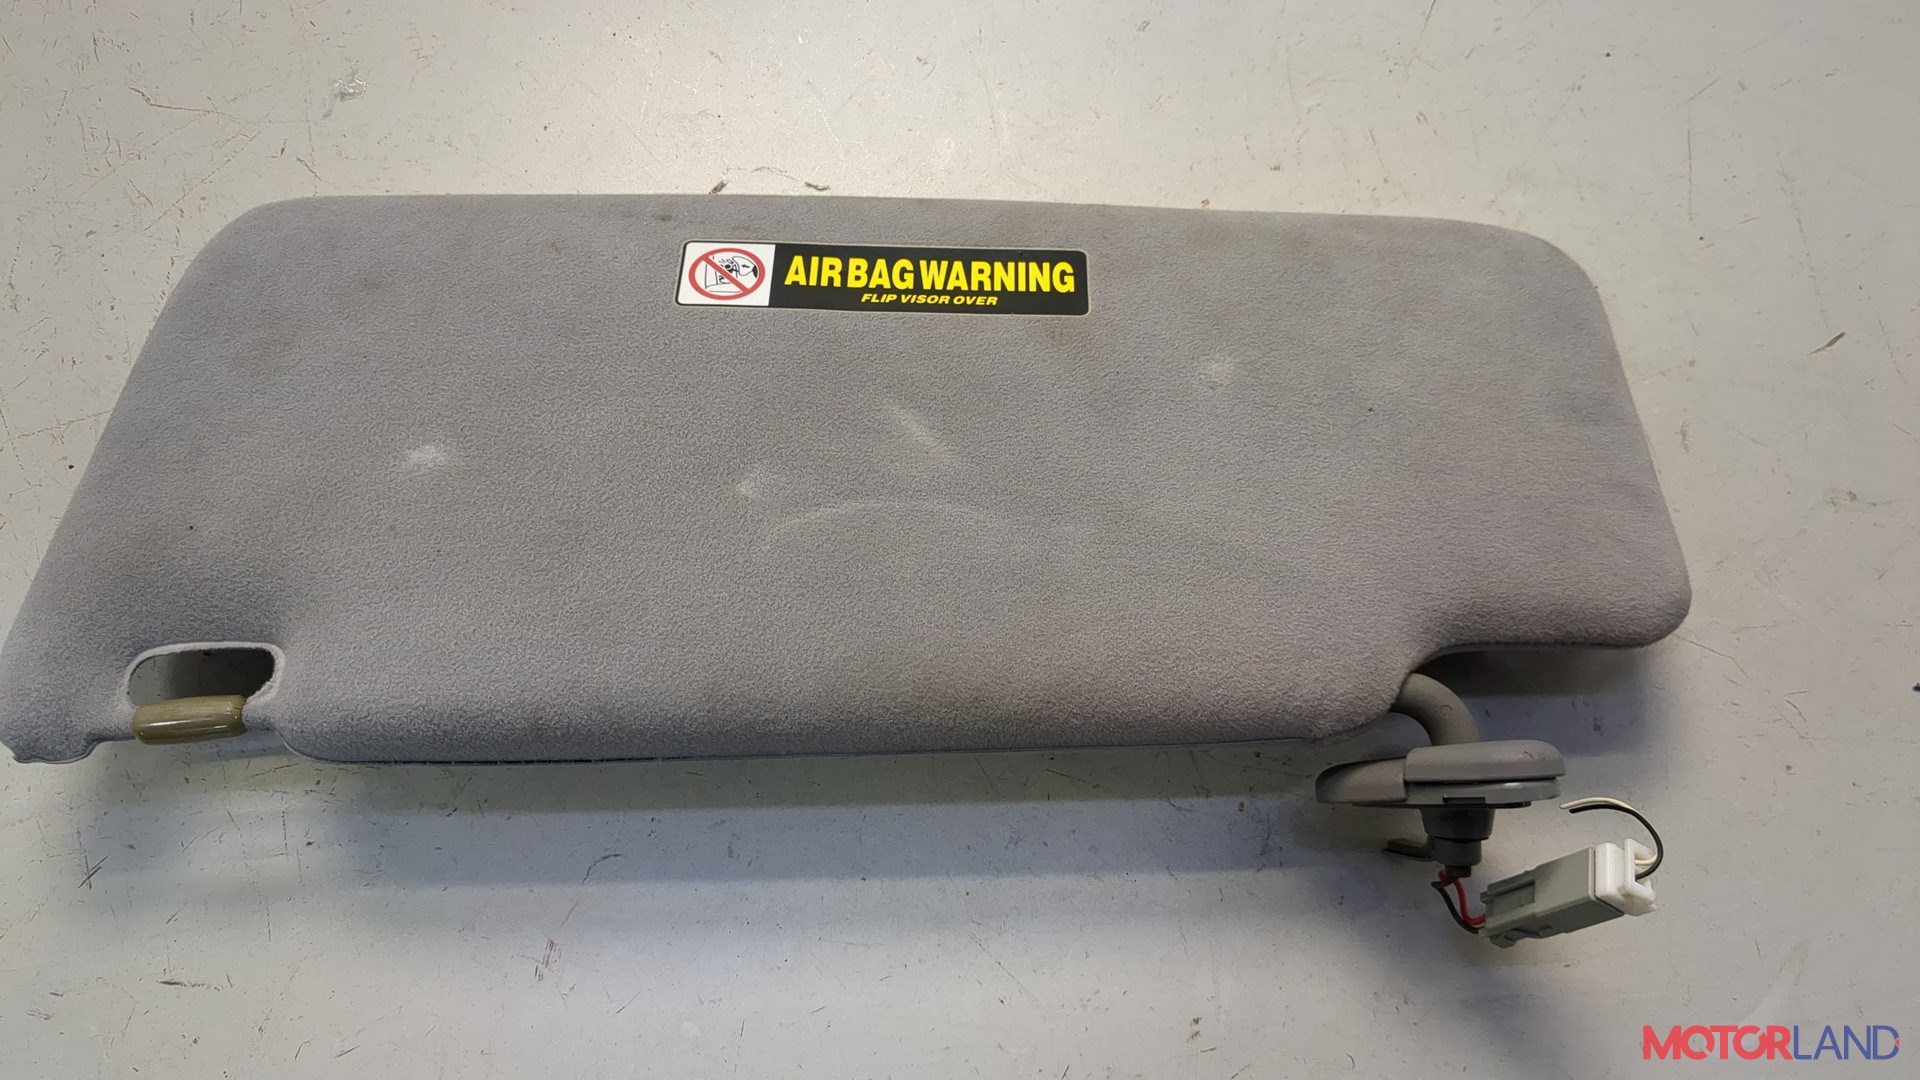 AIR BAG WARNING
FLIP VISOR OVER
MOTORLAND